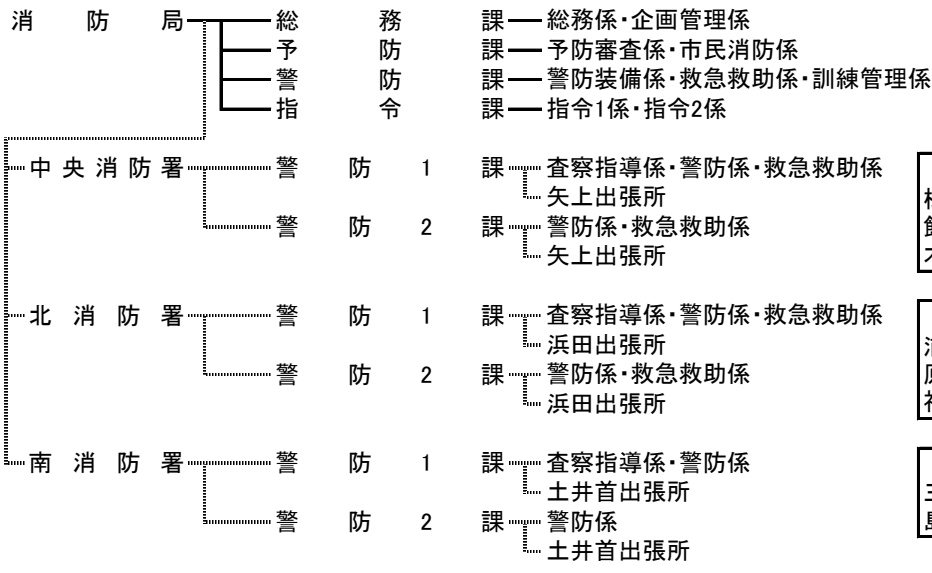 消防局 総務課 総務係・企画管理係
予防課 予防審査係・市民消防係
警防課 警防装備係・救急救助係・訓練管理係
指令課 指令1係・指令2係
中央消防署 警防1課 査察指導係・警防係・救急救助係
矢上出張所
警防2課 警防係・救急救助係
矢上出張所
北消防署 警防1課 査察指導係・警防係・救急救助係
浜田出張所
警防2課 警防係・救急救助係
浜田出張所
南消防署 警防1課 査察指導係・警防係
土井首出張所
警防2課 警防係
土井首出張所